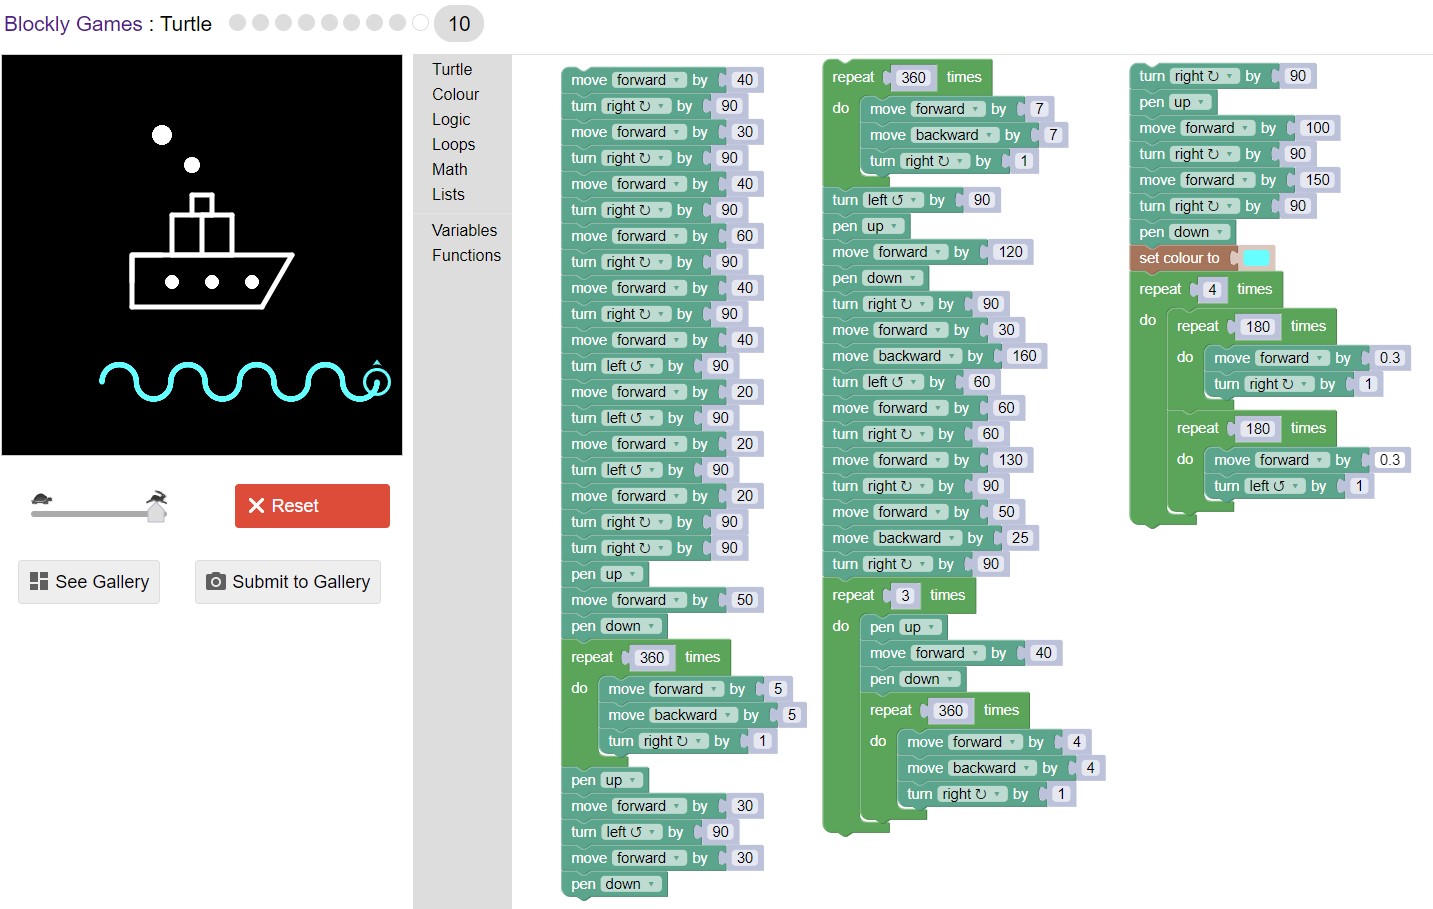 Blockly Games : Turtle
10
Turtle
Colour
Logic
Loops
Math
Lists
Variables
Functions
Reset
See Gallery
Submit to Gallery
move forward ▾ by 40
turn right ↻ ▾ by 90
move forward ▾ by 30
turn right ↻ ▾ by 90
move forward ▾ by 40
turn right ↻ ▾ by 90
move forward ▾ by 60
turn right ↻ ▾ by 90
move forward ▾ by 40
turn right ↻ ▾ by 90
move forward ▾ by 40
turn left ↺ ▾ by 90
move forward ▾ by 20
turn left ↺ ▾ by 90
move forward ▾ by 20
turn left ↺ ▾ by 90
move forward ▾ by 20
turn right ↻ ▾ by 90
turn right ↻ ▾ by 90
pen up ▾
move forward ▾ by 50
pen down ▾
repeat 360 times
do move forward ▾ by 5
move backward ▾ by 5
turn right ↻ ▾ by 1
pen up ▾
move forward ▾ by 30
turn left ↺ ▾ by 90
move forward ▾ by 30
pen down ▾
repeat 360 times
do move forward ▾ by 7
move backward ▾ by 7
turn right ↻ ▾ by 1
turn left ↺ ▾ by 90
pen up ▾
move forward ▾ by 120
pen down ▾
turn right ↻ ▾ by 90
move forward ▾ by 30
move backward ▾ by 160
turn left ↺ ▾ by 60
move forward ▾ by 60
turn right ↻ ▾ by 60
move forward ▾ by 130
turn right ↻ ▾ by 90
move forward ▾ by 50
move backward ▾ by 25
turn right ↻ ▾ by 90
repeat 3 times
do pen up ▾
move forward ▾ by 40
pen down ▾
repeat 360 times
do move forward ▾ by 4
move backward ▾ by 4
turn right ↻ ▾ by 1
turn right ↻ ▾ by 90
pen up ▾
move forward ▾ by 100
turn right ↻ ▾ by 90
move forward ▾ by 150
turn right ↻ ▾ by 90
pen down ▾
set colour to
repeat 4 times
do repeat 180 times
do move forward ▾ by 0.3
turn right ↻ ▾ by 1
repeat 180 times
do move forward ▾ by 0.3
turn left ↺ ▾ by 1